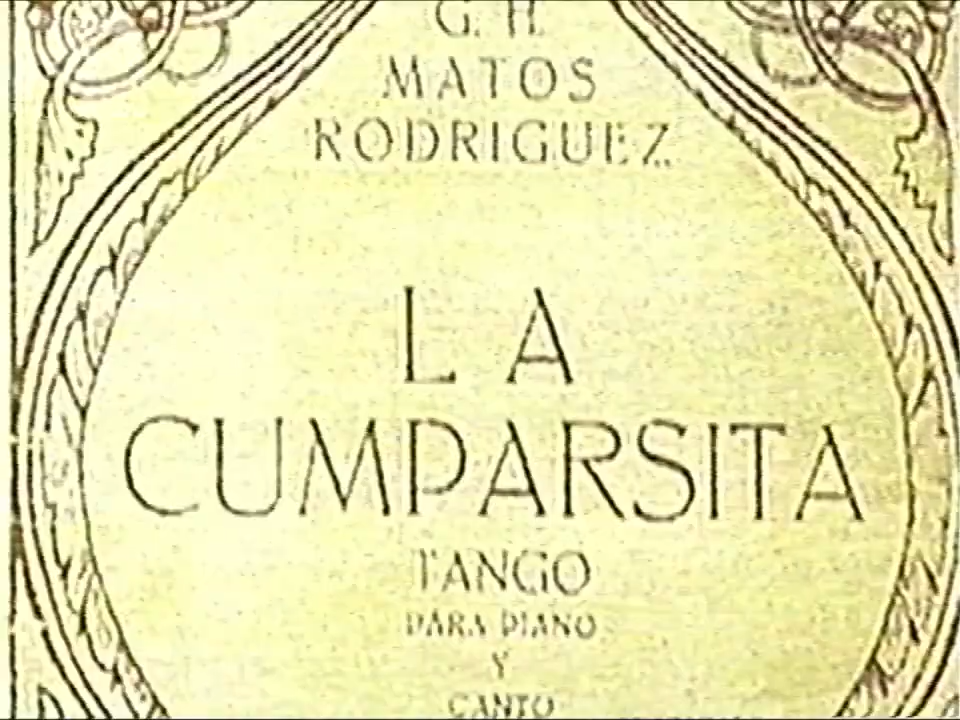 G. H.
MATOS
RODRIGUEZ
LA
CUMPARSITA
TANGO
PARA PIANO
Y
CANTO